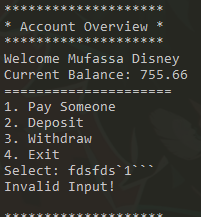 ********************
* Account Overview *
********************
Welcome Mufassa Disney
Current Balance: 755.66
=====================
1. Pay Someone
2. Deposit
3. Withdraw
4. Exit
Select: fdsfds`1```
Invalid Input!
********************